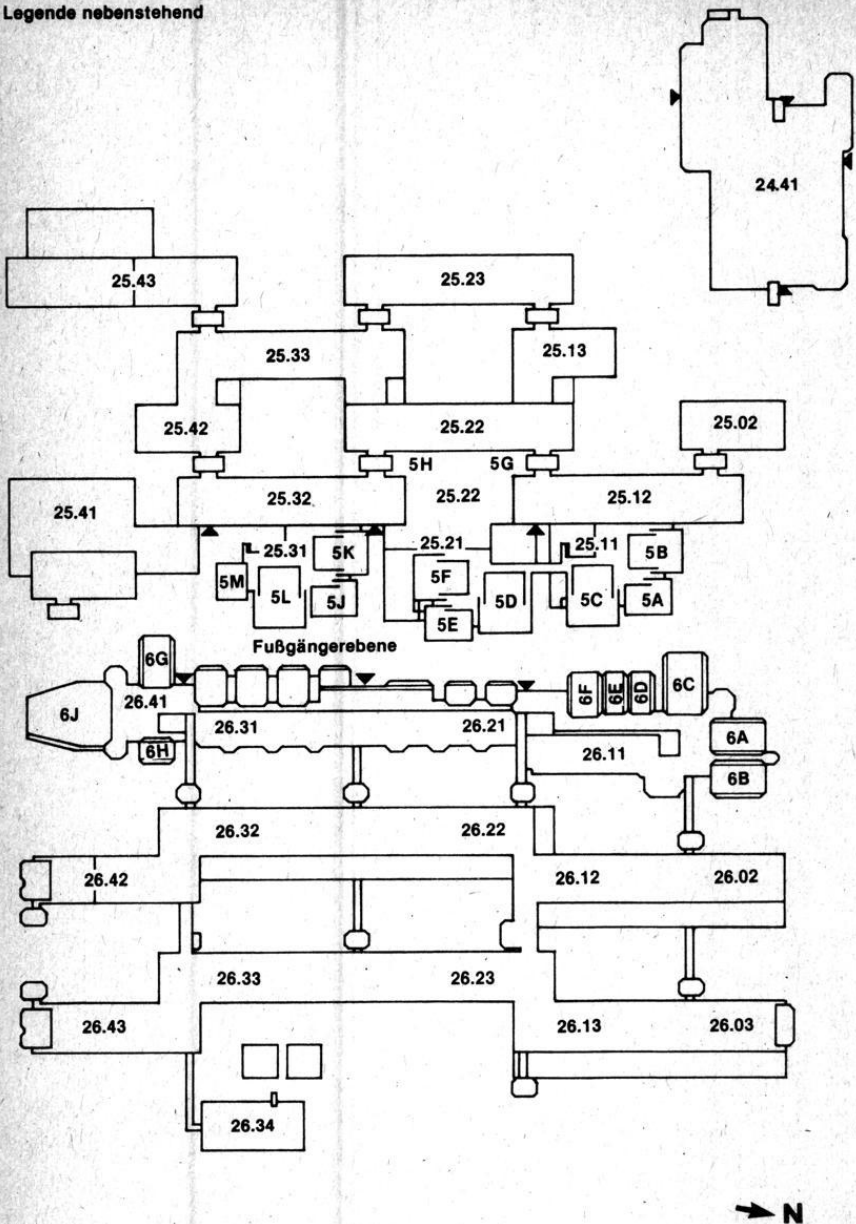 Legende nebenstehend
24.41
25.43
25.23
25.33
25.13
25.42
25.22
25.02
5H
5G
25.41
25.32
25.22
25.12
25.31
5K
25.21
25.11
5B
5M
5L
5J
5F
5E
5D
5C
5A
Fußgängerebene
6G
6J
26.41
6H
26.31
26.21
6F
6E
6D
6C
26.11
6A
6B
26.32
26.22
26.42
26.12
26.02
26.33
26.23
26.43
26.13
26.03
26.34
N